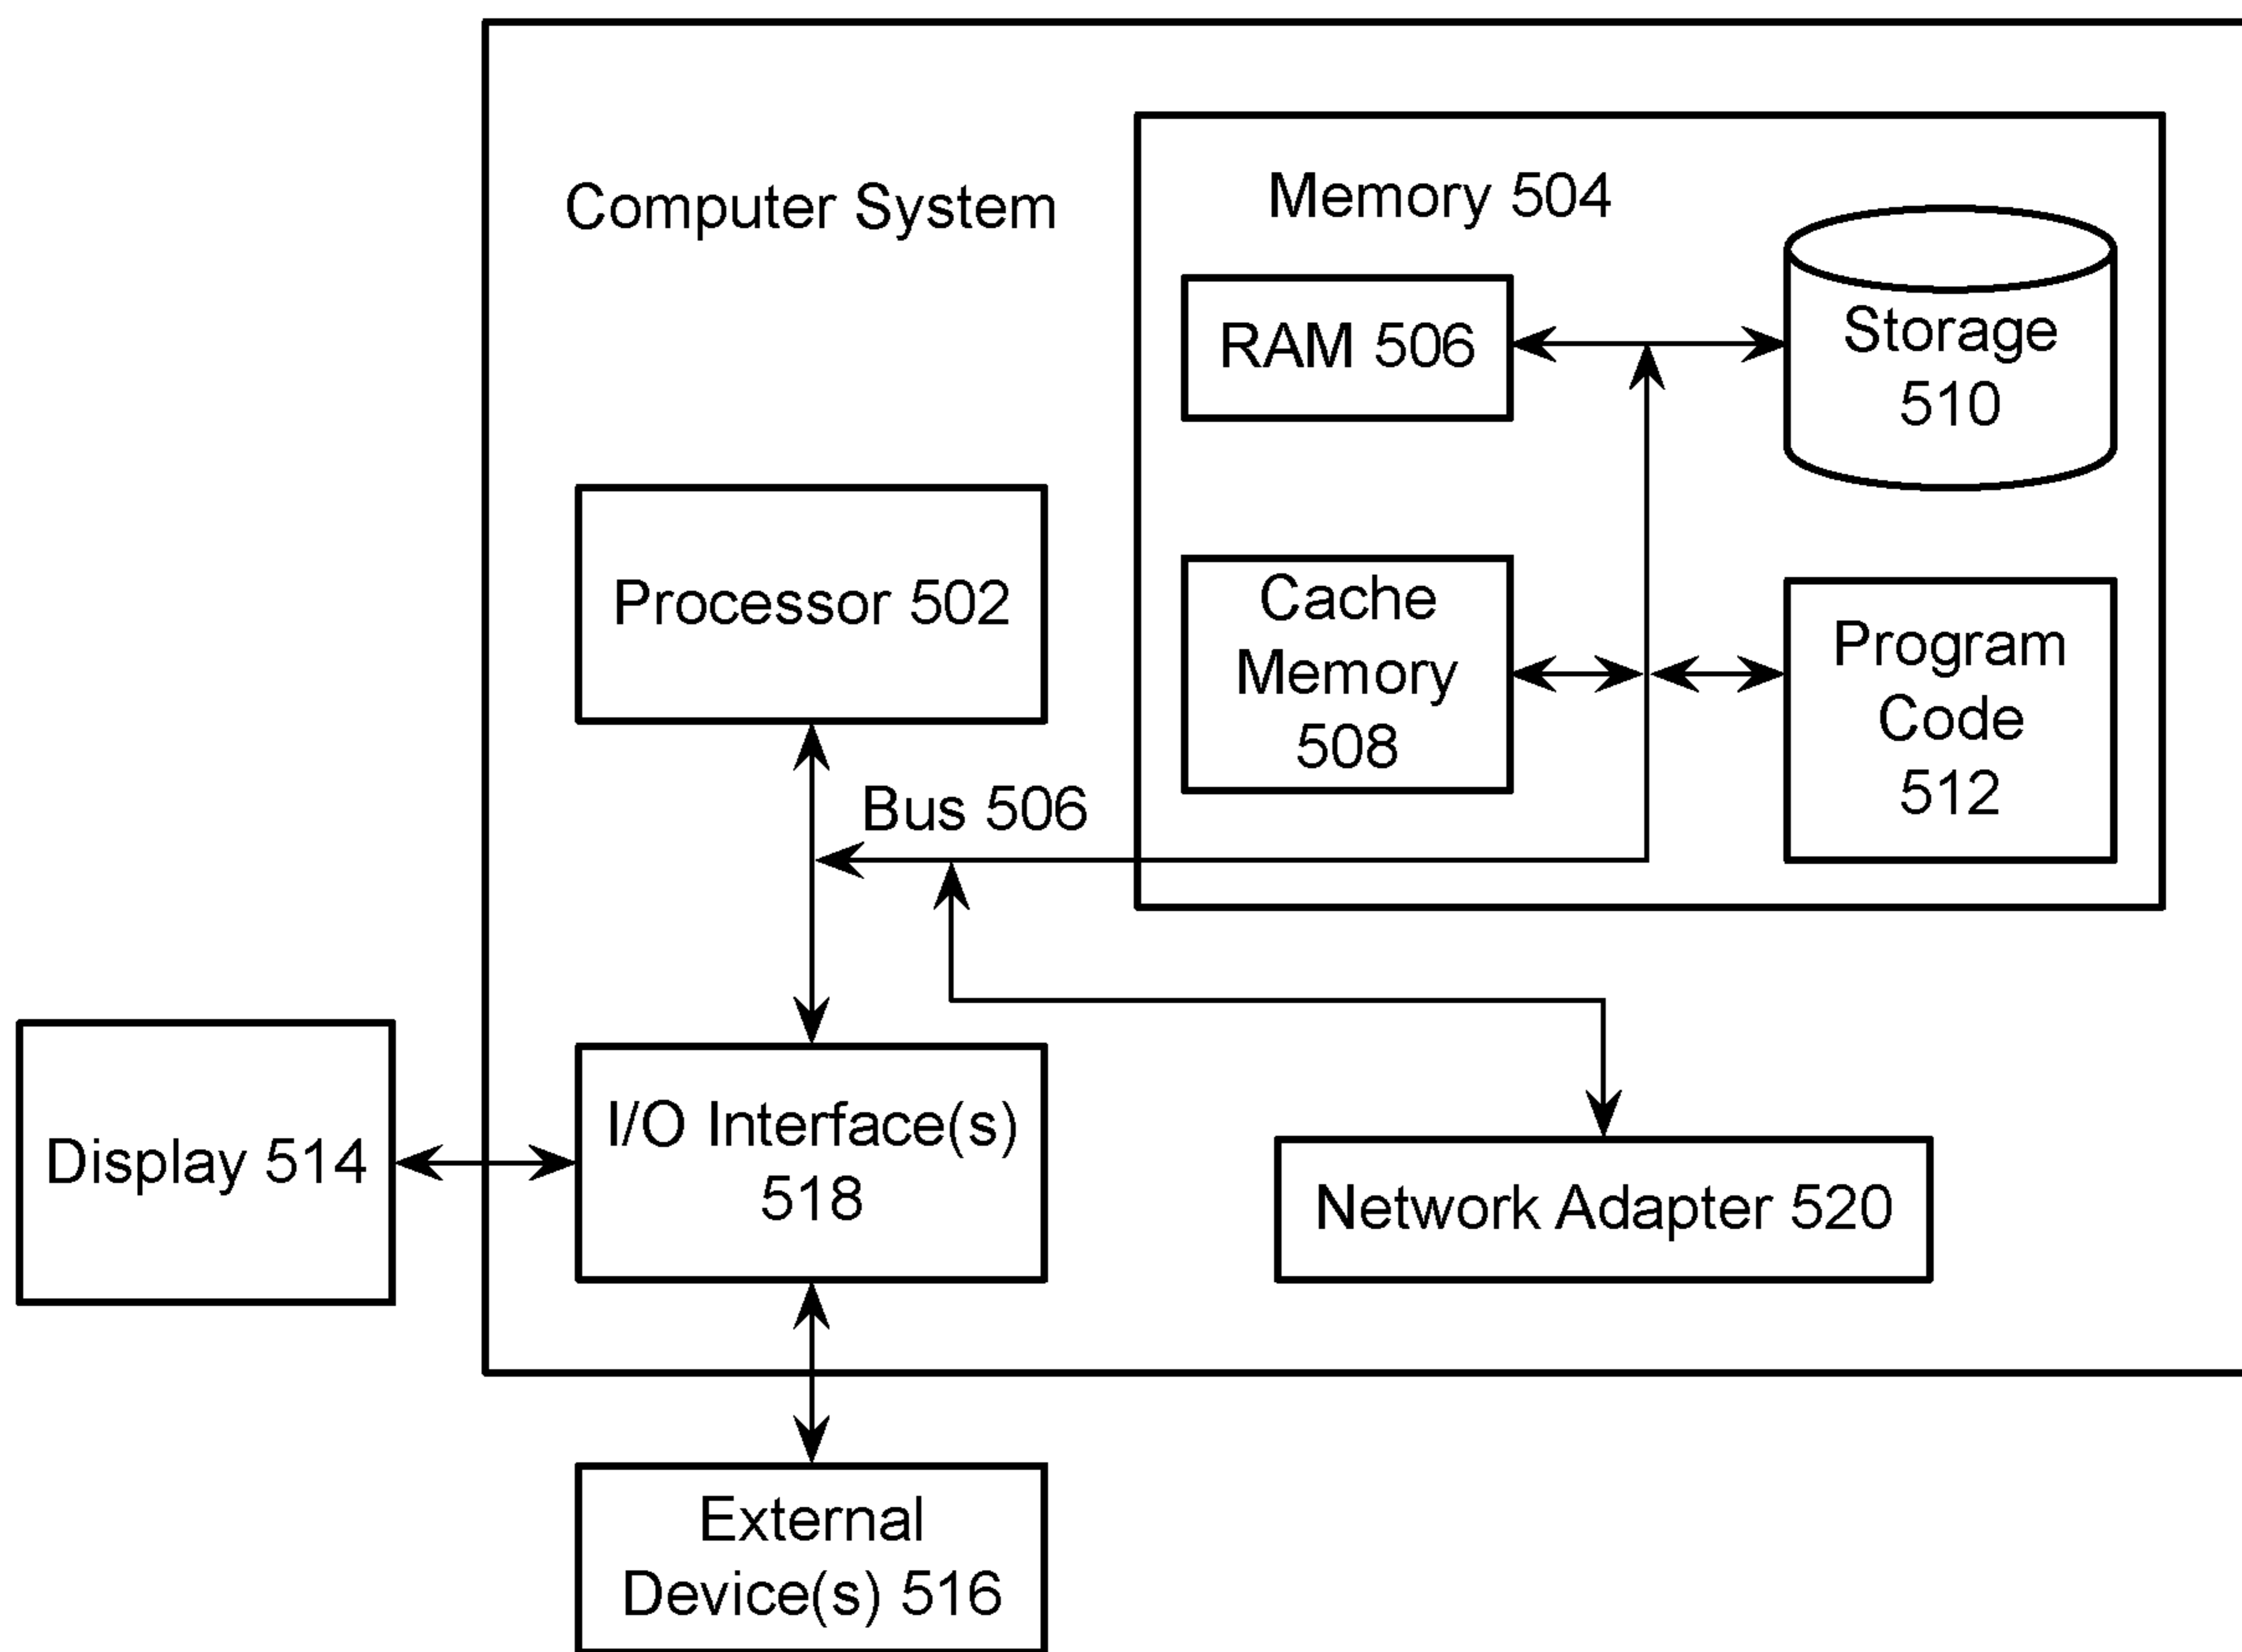 Computer System
Memory 504
RAM 506
Storage
510
Processor 502
Cache
Memory
508
Program
Code
512
Bus 506
Display 514
I/O Interface(s)
518
Network Adapter 520
External
Device(s) 516